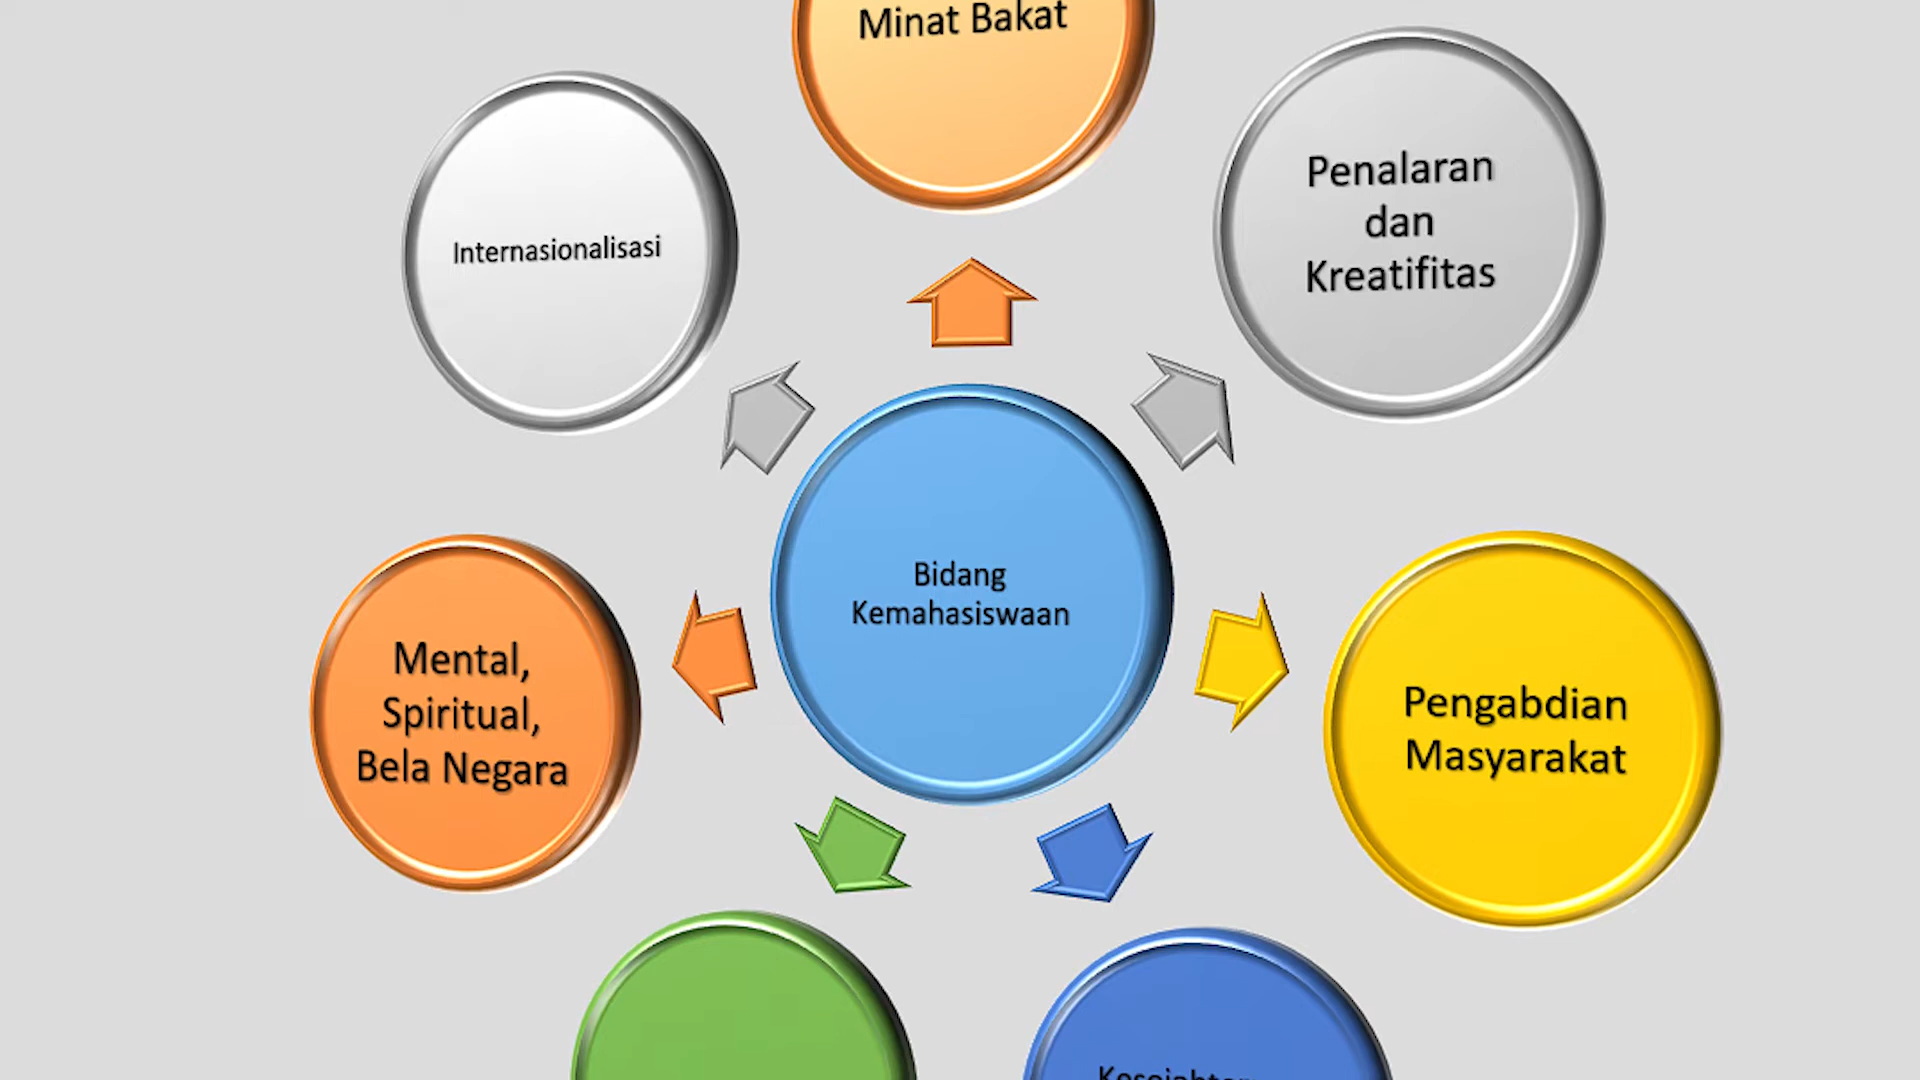 Minat Bakat
Penalaran
dan
Kreatifitas
Internasionalisasi
Bidang
Kemahasiswaan
Mental,
Spiritual,
Bela Negara
Pengabdian
Masyarakat